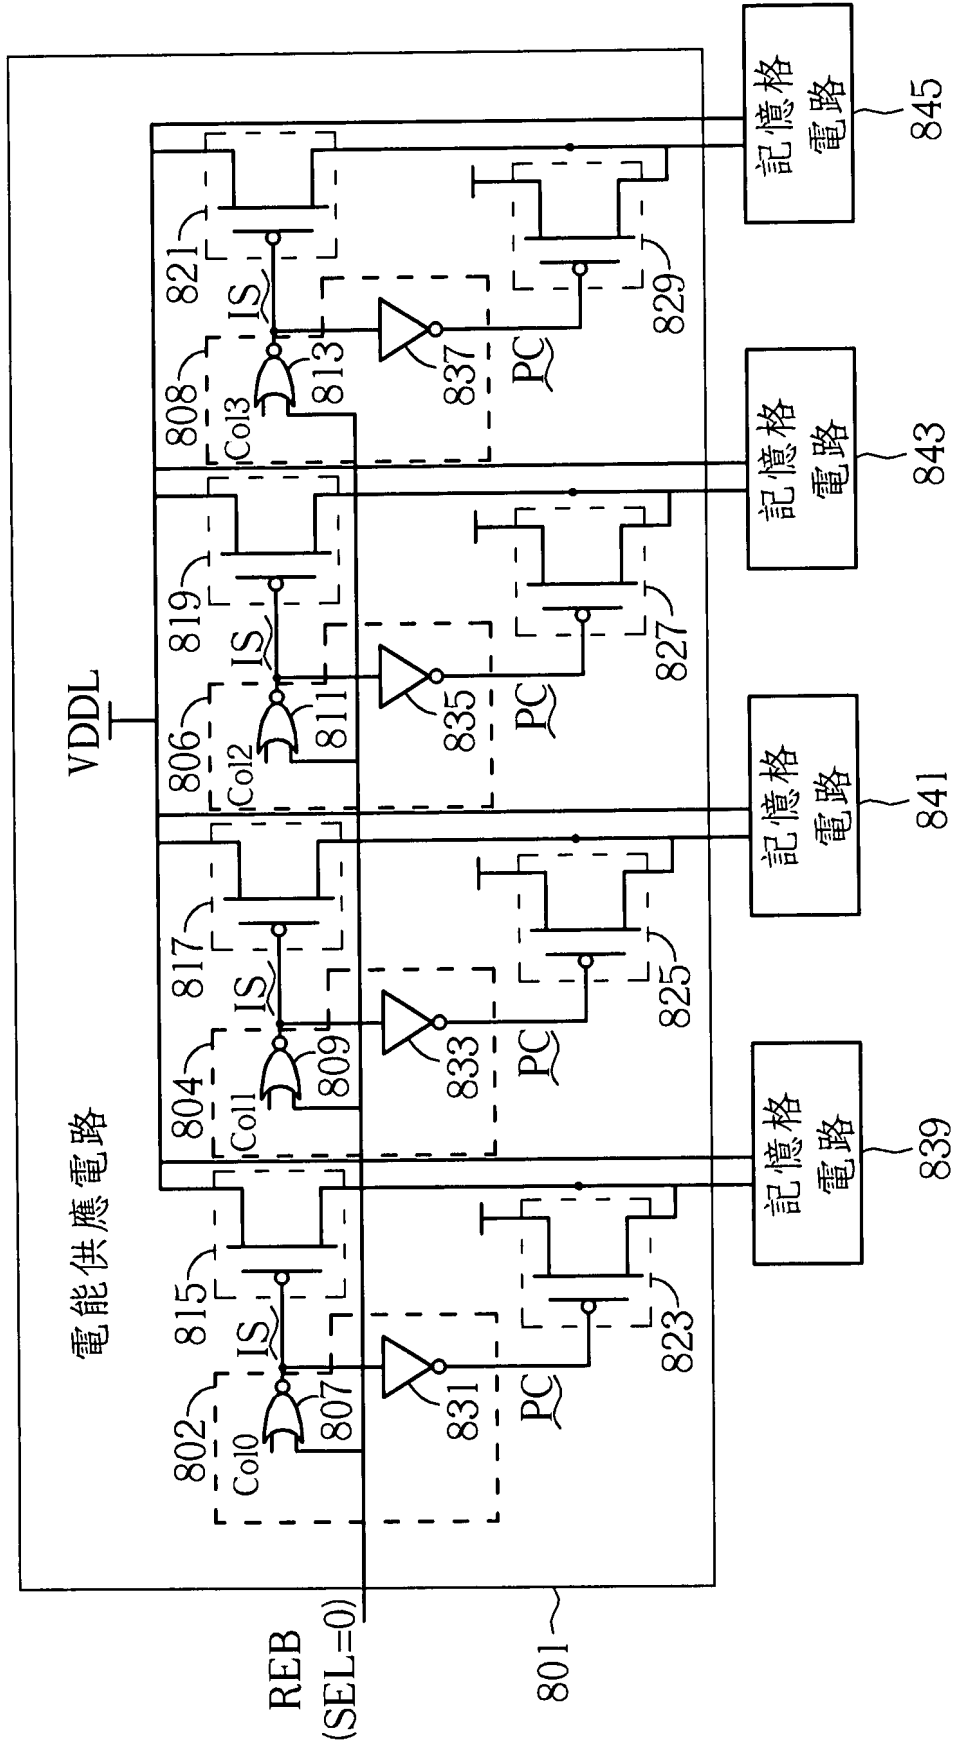 電能供應電路
VDDL
802
804
806
808
815
817
819
821
Col0
Col1
Col2
Col3
IS
IS
IS
IS
807
809
811
813
REB
(SEL=0)
831
833
835
837
PC
PC
PC
PC
823
825
827
829
801
記憶格
電路
記憶格
電路
記憶格
電路
記憶格
電路
839
841
843
845